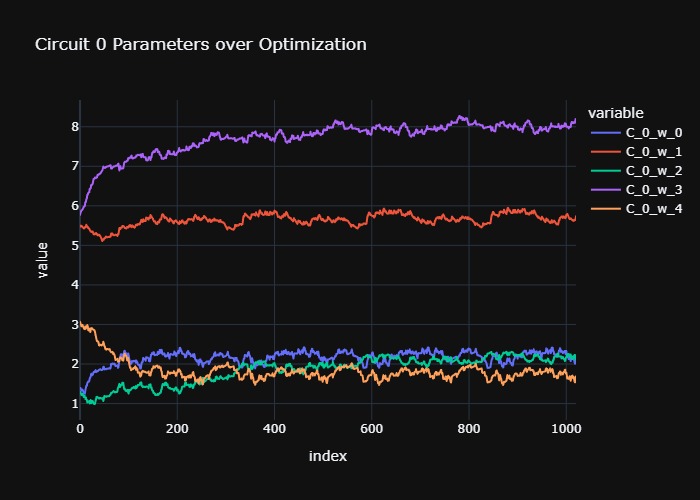 Circuit 0 Parameters over Optimization
variable
C_0_w_0
C_0_w_1
C_0_w_2
C_0_w_3
C_0_w_4
value
8
7
6
5
4
3
2
1
0 200 400 600 800 1000
index